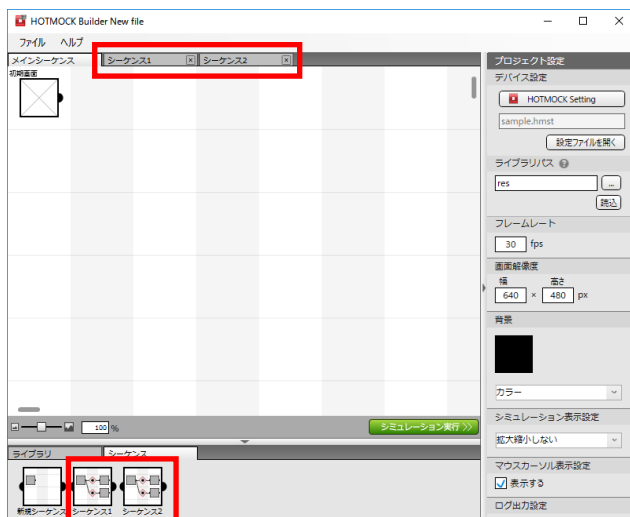 HOTMOCK Builder New file
ファイル ヘルプ
メインシーケンス シーケンス1 シーケンス2
初期画面
プロジェクト設定
デバイス設定
HOTMOCK Setting
sample.hmst
設定ファイルを開く
ライブラリパス
res ...
読込
フレームレート
30 fps
画面解像度
幅 高さ
640 × 480 px
背景
カラー
シミュレーション表示設定
拡大縮小しない
マウスカーソル表示設定
表示する
ログ出力設定
100 %
シミュレーション実行
ライブラリ シーケンス
新規シーケンス シーケンス1 シーケンス2